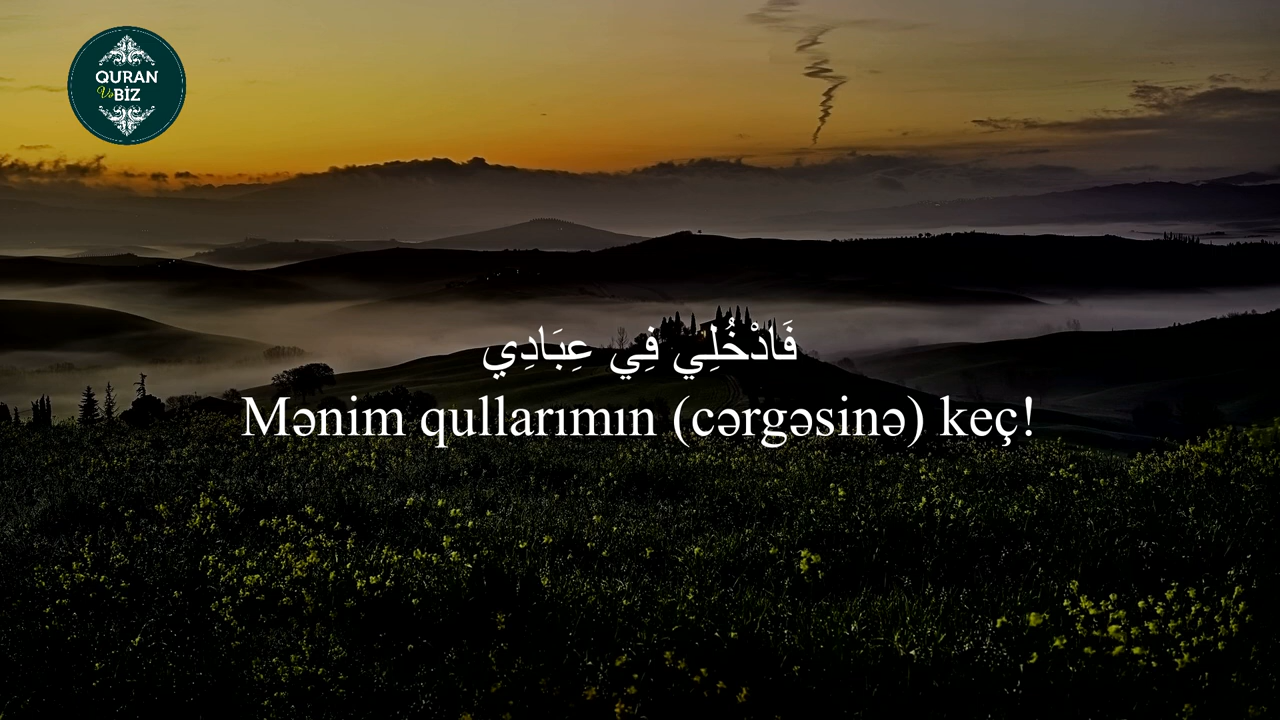 QURAN
Və BİZ
فَادْخُلِي فِي عِبَادِي
Mənim qullarımın (cərgəsinə) keç!